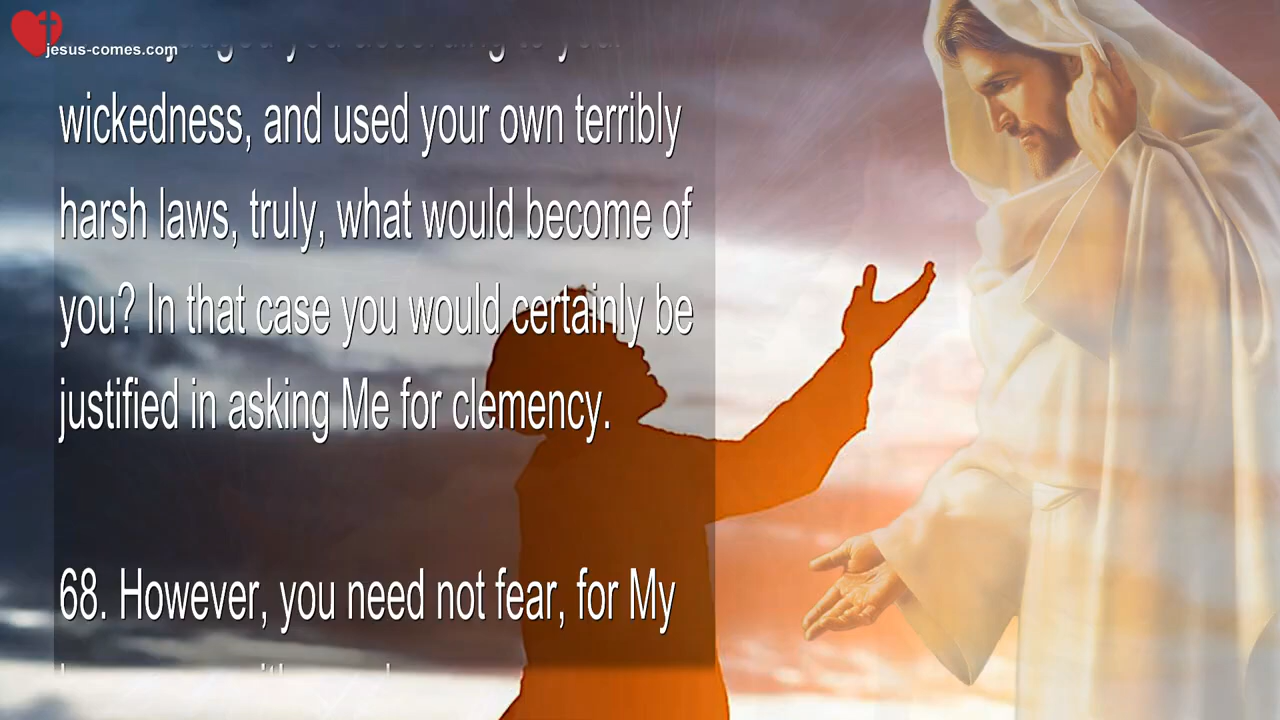 jesus-comes.com
wickedness, and used your own terribly
harsh laws, truly, what would become of
you? In that case you would certainly be
justified in asking Me for clemency.
68. However, you need not fear, for My